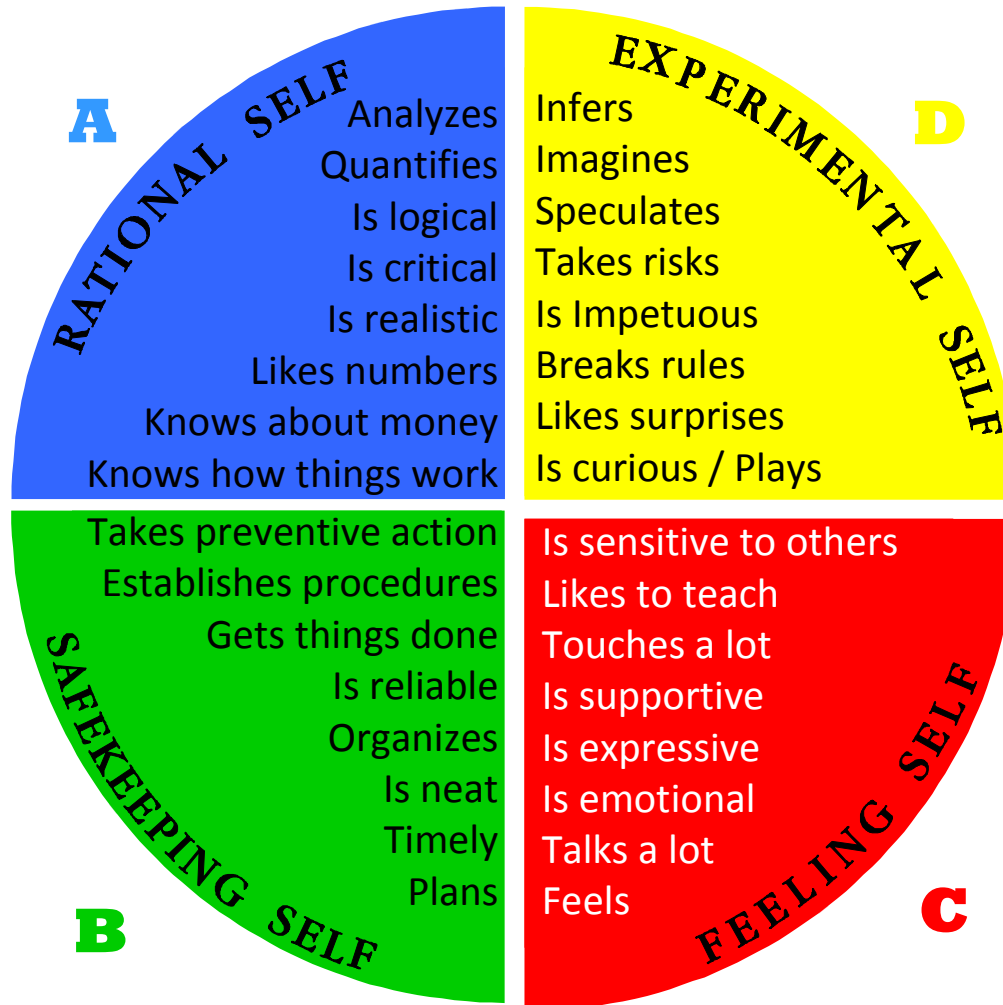 A
RATIONAL SELF
Analyzes
Quantifies
Is logical
Is critical
Is realistic
Likes numbers
Knows about money
Knows how things work
D
EXPERIMENTAL SELF
Infers
Imagines
Speculates
Takes risks
Is Impetuous
Breaks rules
Likes surprises
Is curious / Plays
B
SAFEKEEPING SELF
Takes preventive action
Establishes procedures
Gets things done
Is reliable
Organizes
Is neat
Timely
Plans
C
FEELING SELF
Is sensitive to others
Likes to teach
Touches a lot
Is supportive
Is expressive
Is emotional
Talks a lot
Feels